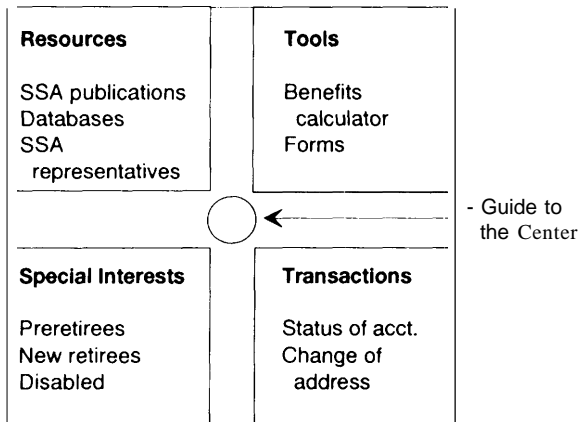 Resources
SSA publications
Databases
SSA
representatives
Tools
Benefits
calculator
Forms
- Guide to
the Center
Special Interests
Preretirees
New retirees
Disabled
Transactions
Status of acct.
Change of
address